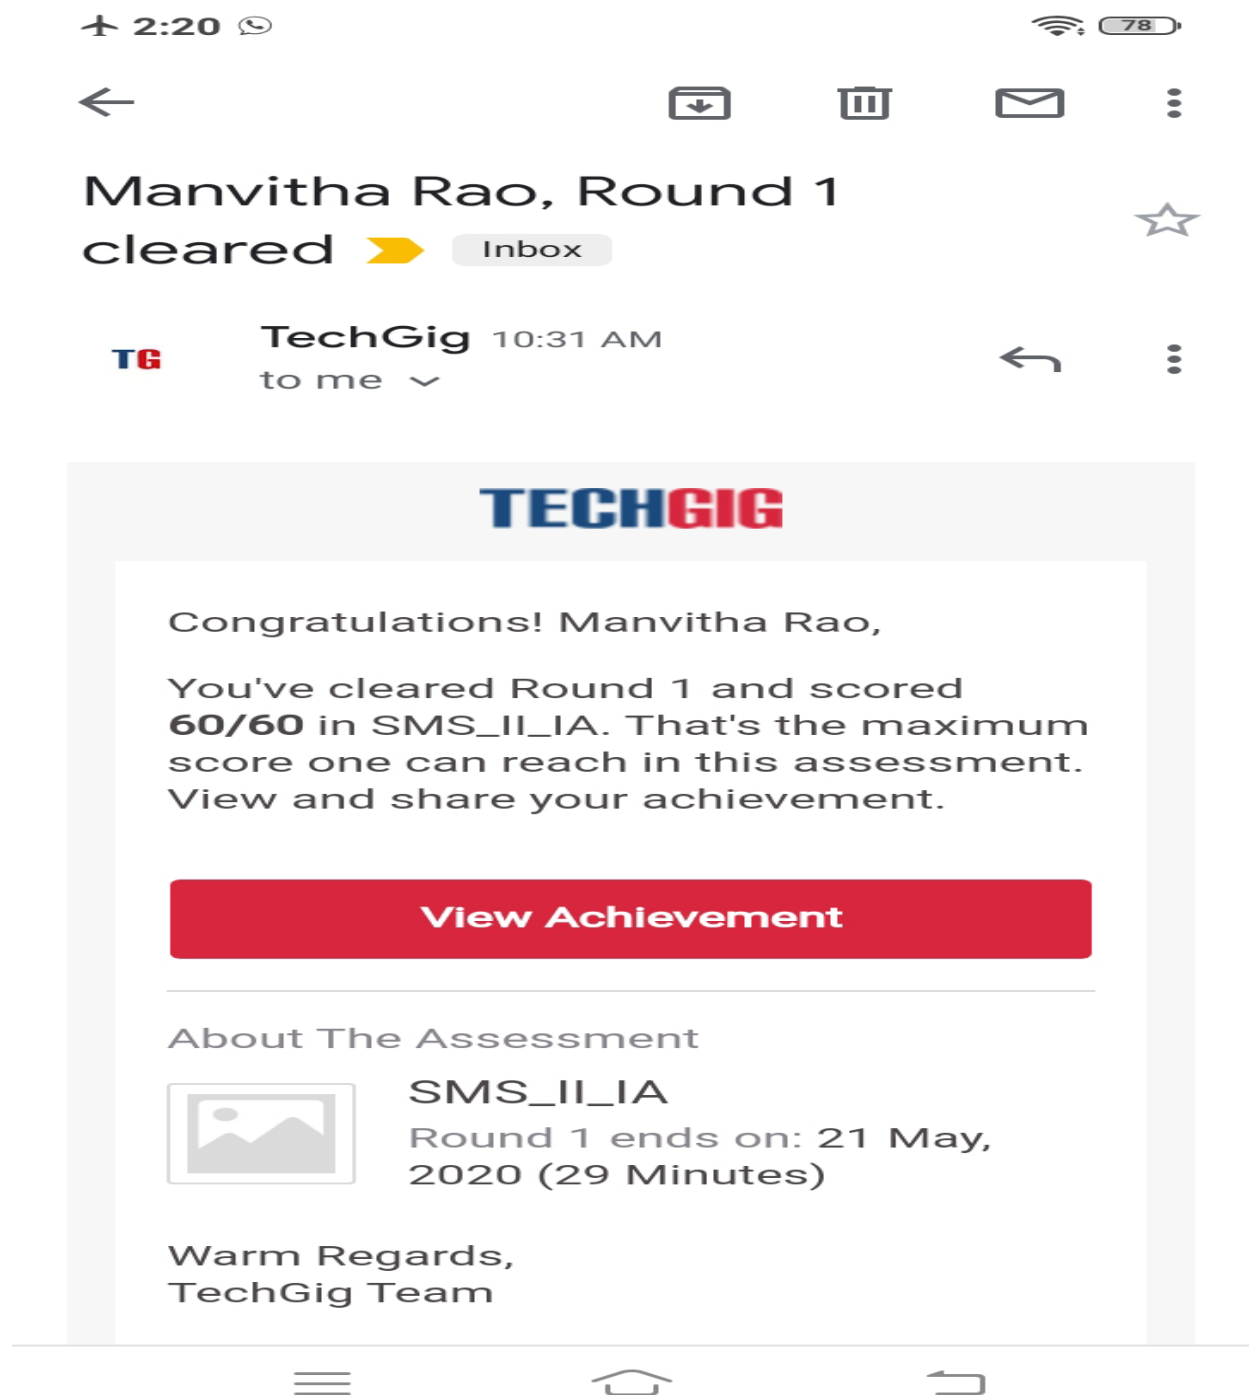 2:20
78
Manvitha Rao, Round 1
cleared Inbox
TechGig 10:31 AM
to me
TG
TECHGIG
Congratulations! Manvitha Rao,
You've cleared Round 1 and scored
60/60 in SMS_II_IA. That's the maximum
score one can reach in this assessment.
View and share your achievement.
View Achievement
About The Assessment
SMS_II_IA
Round 1 ends on: 21 May,
2020 (29 Minutes)
Warm Regards,
TechGig Team